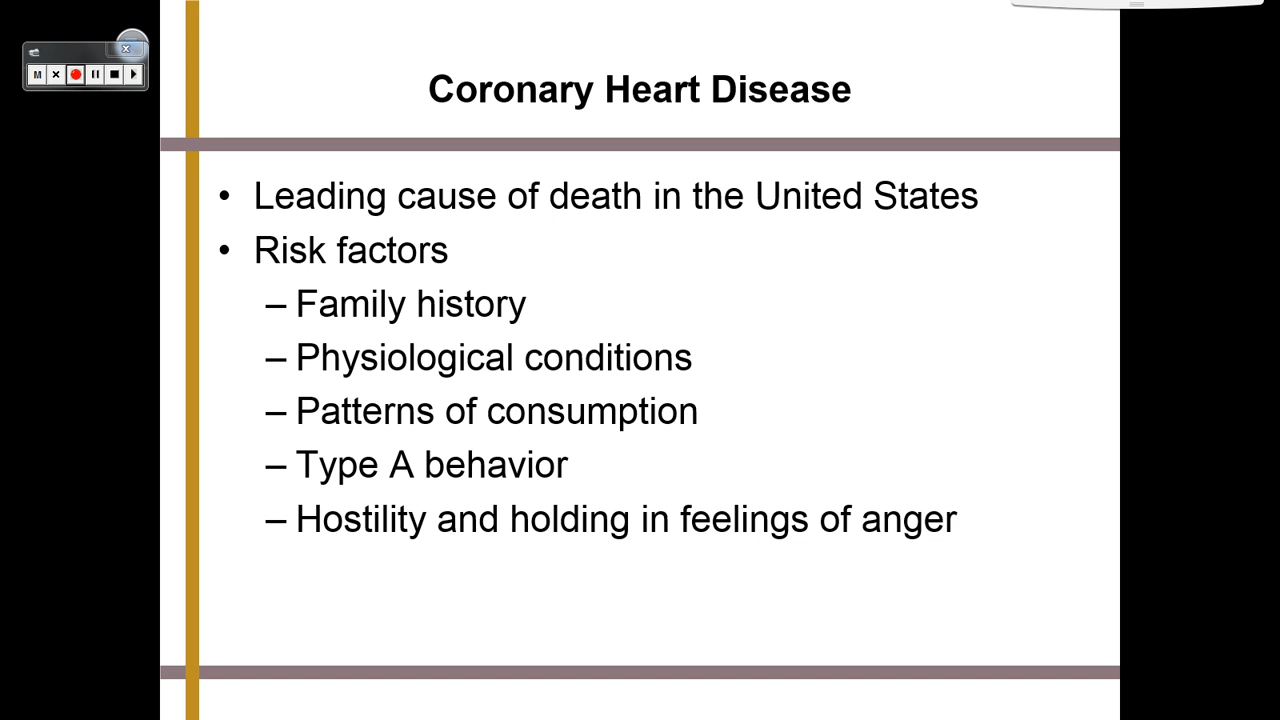 M
Coronary Heart Disease
• Leading cause of death in the United States
• Risk factors
– Family history
– Physiological conditions
– Patterns of consumption
– Type A behavior
– Hostility and holding in feelings of anger